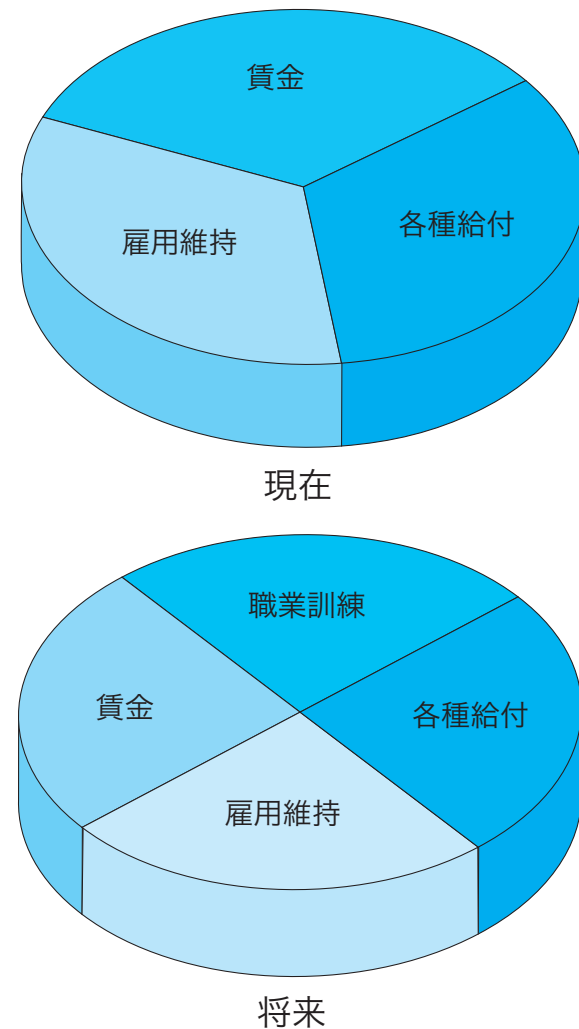 賃金
各種給付
雇用維持
現在
職業訓練
賃金
各種給付
雇用維持
将来